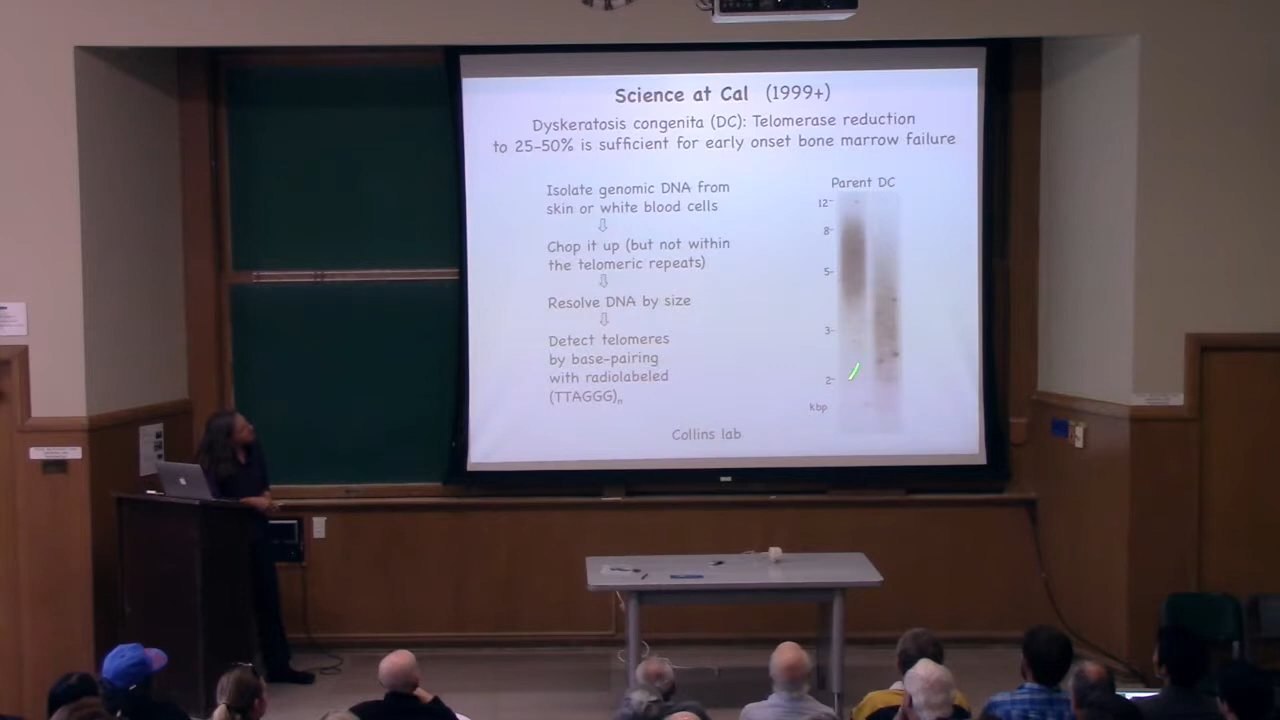 Science at Cal (1999+)
Dyskeratosis congenita (DC): Telomerase reduction
to 25-50% is sufficient for early onset bone marrow failure
Isolate genomic DNA from
skin or white blood cells
⇩
Chop it up (but not within
the telomeric repeats)
⇩
Resolve DNA by size
⇩
Detect telomeres
by base-pairing
with radiolabeled
(TTAGGG)n
Parent DC
12-
8-
5-
3-
2-
kbp
Collins lab